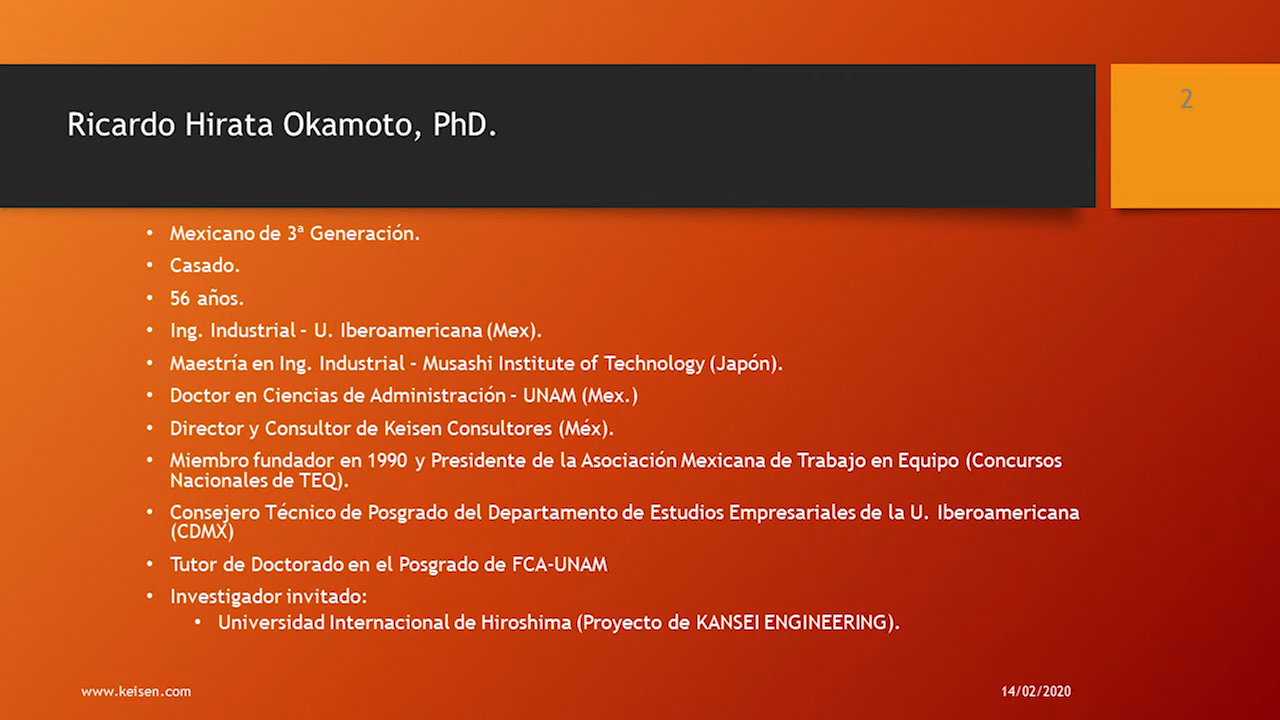 Ricardo Hirata Okamoto, PhD.
2
• Mexicano de 3ª Generación.
• Casado.
• 56 años.
• Ing. Industrial - U. Iberoamericana (Mex).
• Maestría en Ing. Industrial - Musashi Institute of Technology (Japón).
• Doctor en Ciencias de Administración - UNAM (Mex.)
• Director y Consultor de Keisen Consultores (Méx).
• Miembro fundador en 1990 y Presidente de la Asociación Mexicana de Trabajo en Equipo (Concursos
Nacionales de TEQ).
• Consejero Técnico de Posgrado del Departamento de Estudios Empresariales de la U. Iberoamericana
(CDMX)
• Tutor de Doctorado en el Posgrado de FCA-UNAM
• Investigador invitado:
• Universidad Internacional de Hiroshima (Proyecto de KANSEI ENGINEERING).
www.keisen.com
14/02/2020